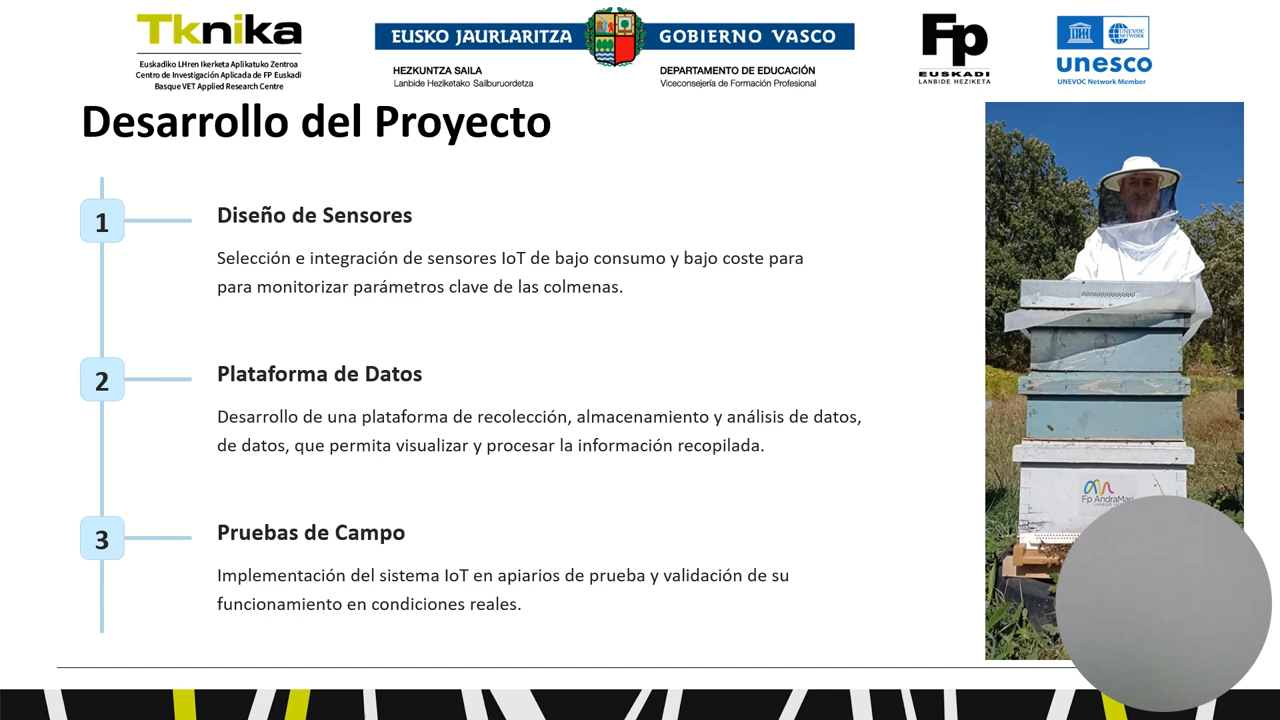 Tknika
Euskadiko LHren Ikerketa Aplikatuko Zentroa
Centro de Investigación Aplicada de FP Euskadi
Basque VET Applied Research Centre
EUSKO JAURLARITZA
GOBIERNO VASCO
HEZKUNTZA SAILA
Lanbide Heziketako Sailburuordetza
DEPARTAMENTO DE EDUCACIÓN
Viceconsejería de Formación Profesional
Fp
EUSKADI
LANBIDE HEZIKETA
UNEVOC
NETWORK
unesco
UNEVOC Network Member
Desarrollo del Proyecto
1
Diseño de Sensores
Selección e integración de sensores IoT de bajo consumo y bajo coste para
para monitorizar parámetros clave de las colmenas.
2
Plataforma de Datos
Desarrollo de una plataforma de recolección, almacenamiento y análisis de datos,
de datos, que permita visualizar y procesar la información recopilada.
3
Pruebas de Campo
Implementación del sistema IoT en apiarios de prueba y validación de su
funcionamiento en condiciones reales.
Fp AndraMari